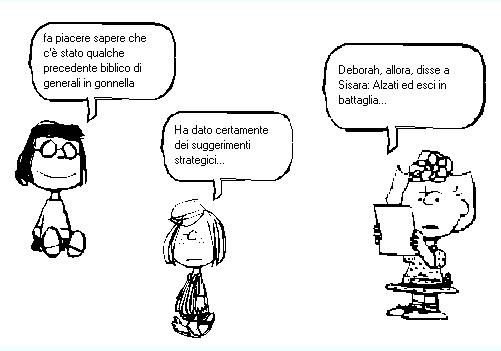 fa piacere sapere che
c'è stato qualche
precedente biblico di
generali in gonnella
Ha dato certamente
dei suggerimenti
strategici...
Deborah, allora, disse a
Sisara: Alzati ed esci in
battaglia...